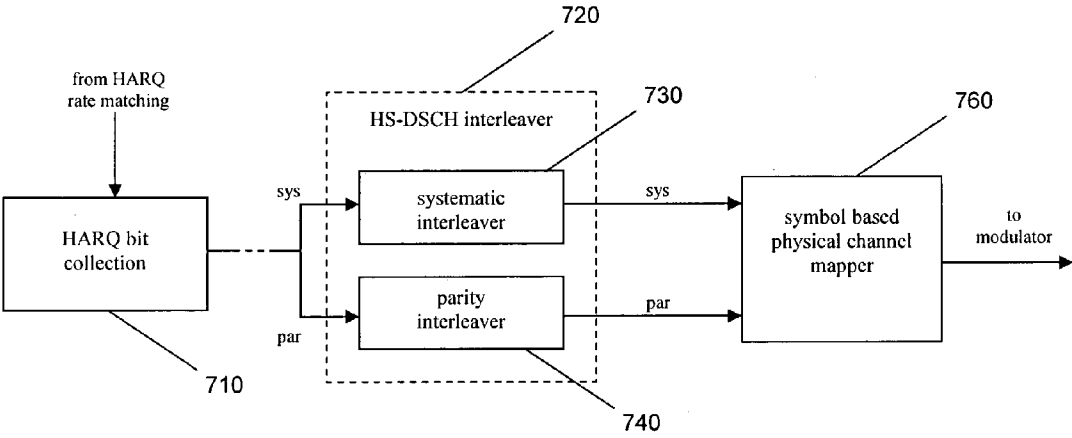 720
from HARQ
rate matching
730
760
HS-DSCH interleaver
sys
systematic
interleaver
sys
HARQ bit
collection
symbol based
physical channel
mapper
to
modulator
parity
interleaver
par
par
710
740